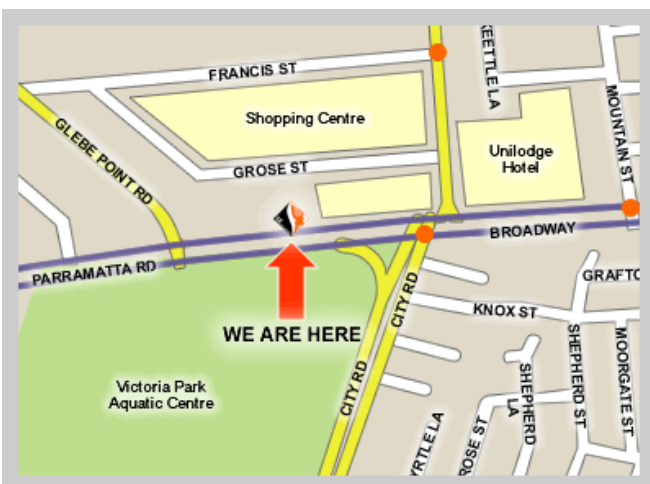 FRANCIS ST
KEETTLE LA
MOUNTAIN ST
GLEBE POINT RD
Shopping Centre
Unilodge
Hotel
GROSE ST
BROADWAY
PARRAMATTA RD
CITY RD
GRAFTO
KNOX ST
WE ARE HERE
CITY RD
Victoria Park
Aquatic Centre
SHEPHERD
LA
SHEPHERD ST
MOORGATE ST
YRTLE LA
ROSE ST